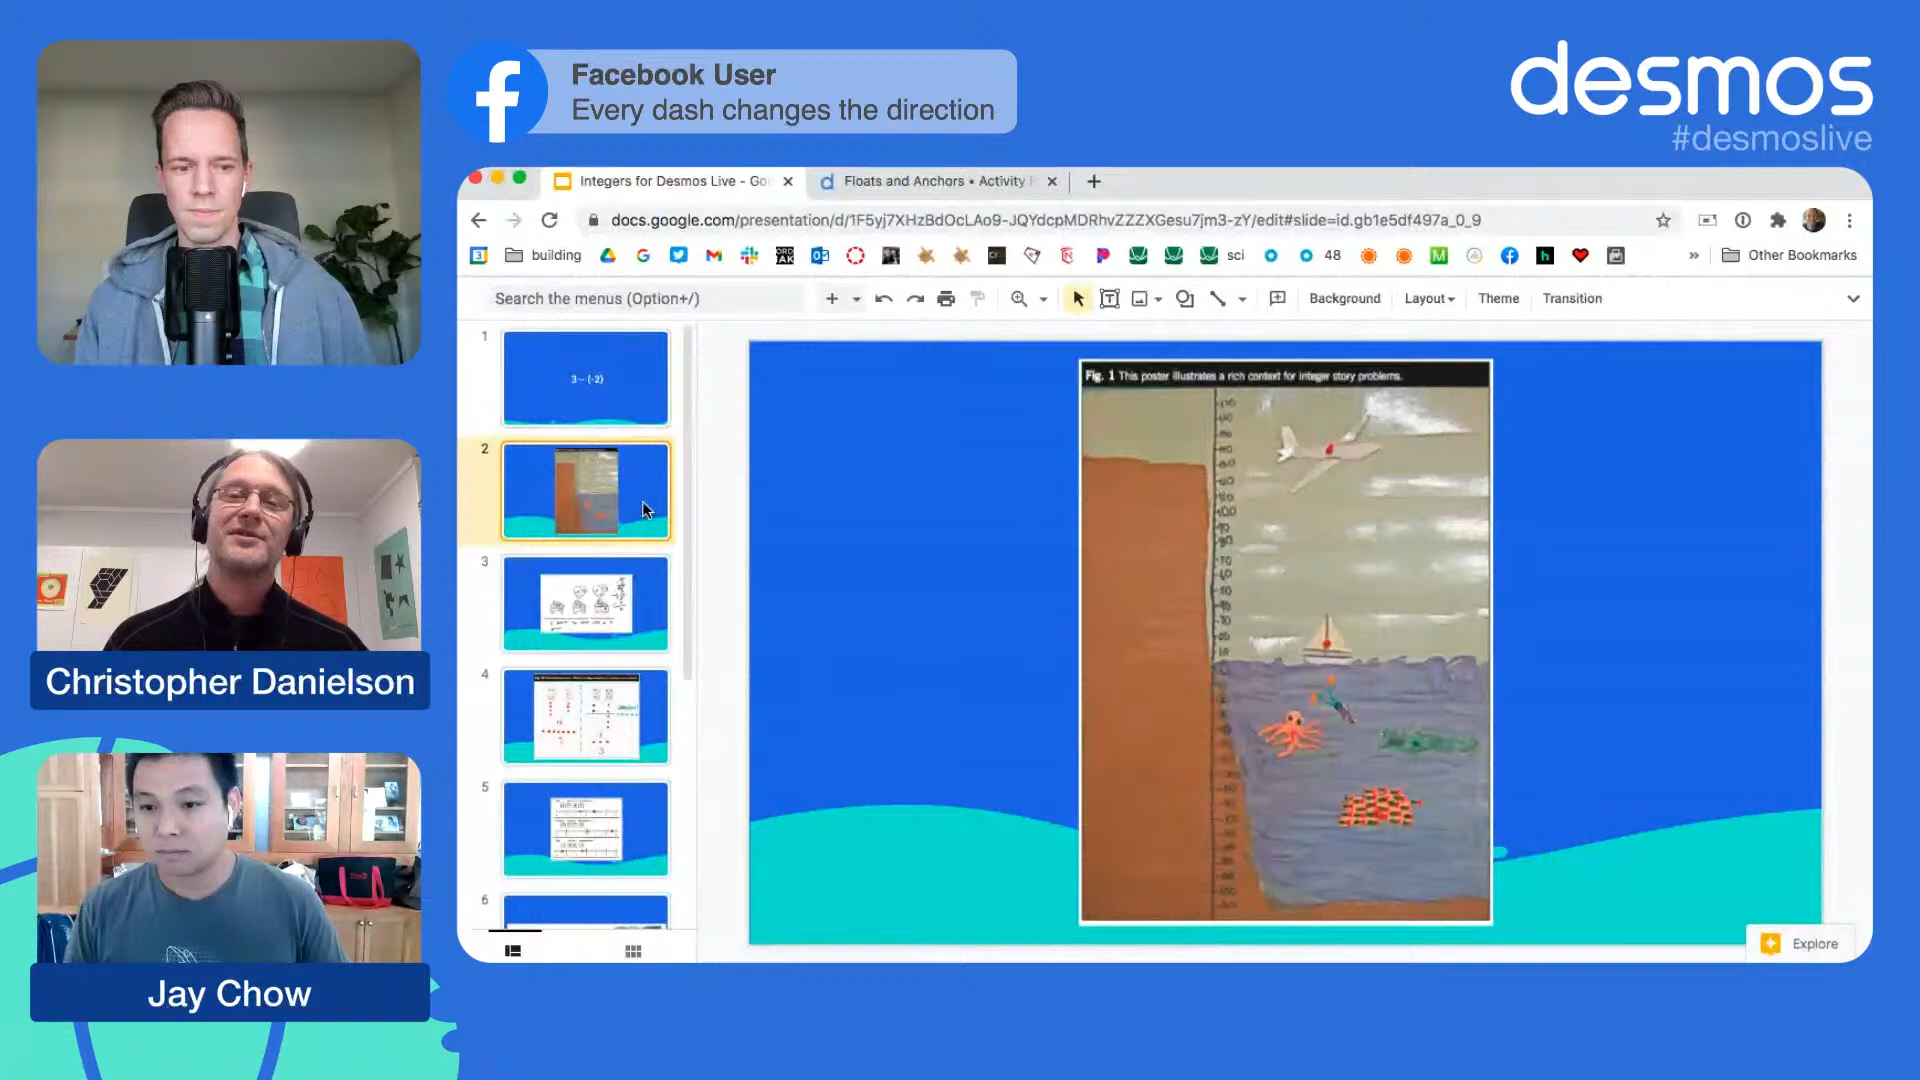 Facebook User
Every dash changes the direction
desmos
#desmoslive
Integers for Desmos Live - Go
Floats and Anchors • Activity
docs.google.com/presentation/d/1F5yj7XHzBdOcLAo9-JQYdcpMDRhvZZZXGesu7jm3-zY/edit#slide=id.gb1e5df497a_0_9
building
sci
48
Other Bookmarks
Search the menus (Option+/)
Background
Layout
Theme
Transition
1
3 – (-2)
2
3
4
5
6
Fig. 1 This poster illustrates a rich context for integer story problems.
Explore
Christopher Danielson
Jay Chow